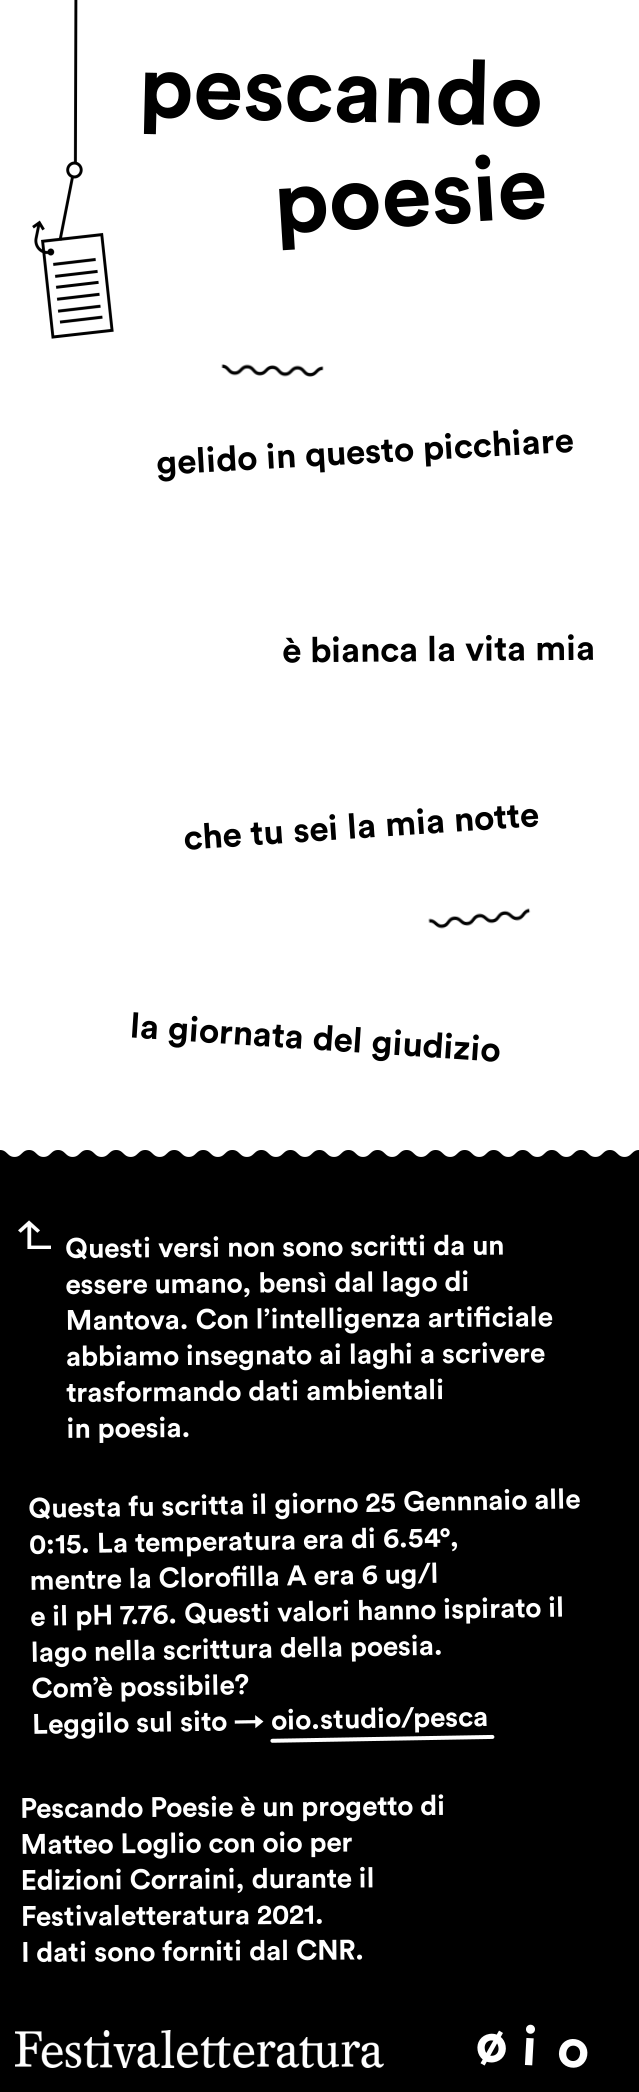 pescando
poesie
gelido in questo picchiare
è bianca la vita mia
che tu sei la mia notte
la giornata del giudizio
Questi versi non sono scritti da un
essere umano, bensì dal lago di
Mantova. Con l’intelligenza artificiale
abbiamo insegnato ai laghi a scrivere
trasformando dati ambientali
in poesia.
Questa fu scritta il giorno 25 Gennnaio alle
0:15. La temperatura era di 6.54°,
mentre la Clorofilla A era 6 ug/l
e il pH 7.76. Questi valori hanno ispirato il
lago nella scrittura della poesia.
Com’è possibile?
Leggilo sul sito → oio.studio/pesca
Pescando Poesie è un progetto di
Matteo Loglio con oio per
Edizioni Corraini, durante il
Festivaletteratura 2021.
I dati sono forniti dal CNR.
Festivaletteratura øio